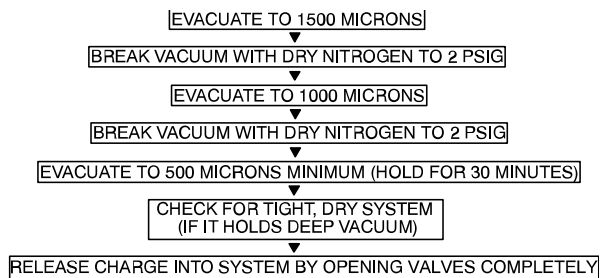 EVACUATE TO 1500 MICRONS
BREAK VACUUM WITH DRY NITROGEN TO 2 PSIG
EVACUATE TO 1000 MICRONS
BREAK VACUUM WITH DRY NITROGEN TO 2 PSIG
EVACUATE TO 500 MICRONS MINIMUM (HOLD FOR 30 MINUTES)
CHECK FOR TIGHT, DRY SYSTEM
(IF IT HOLDS DEEP VACUUM)
RELEASE CHARGE INTO SYSTEM BY OPENING VALVES COMPLETELY